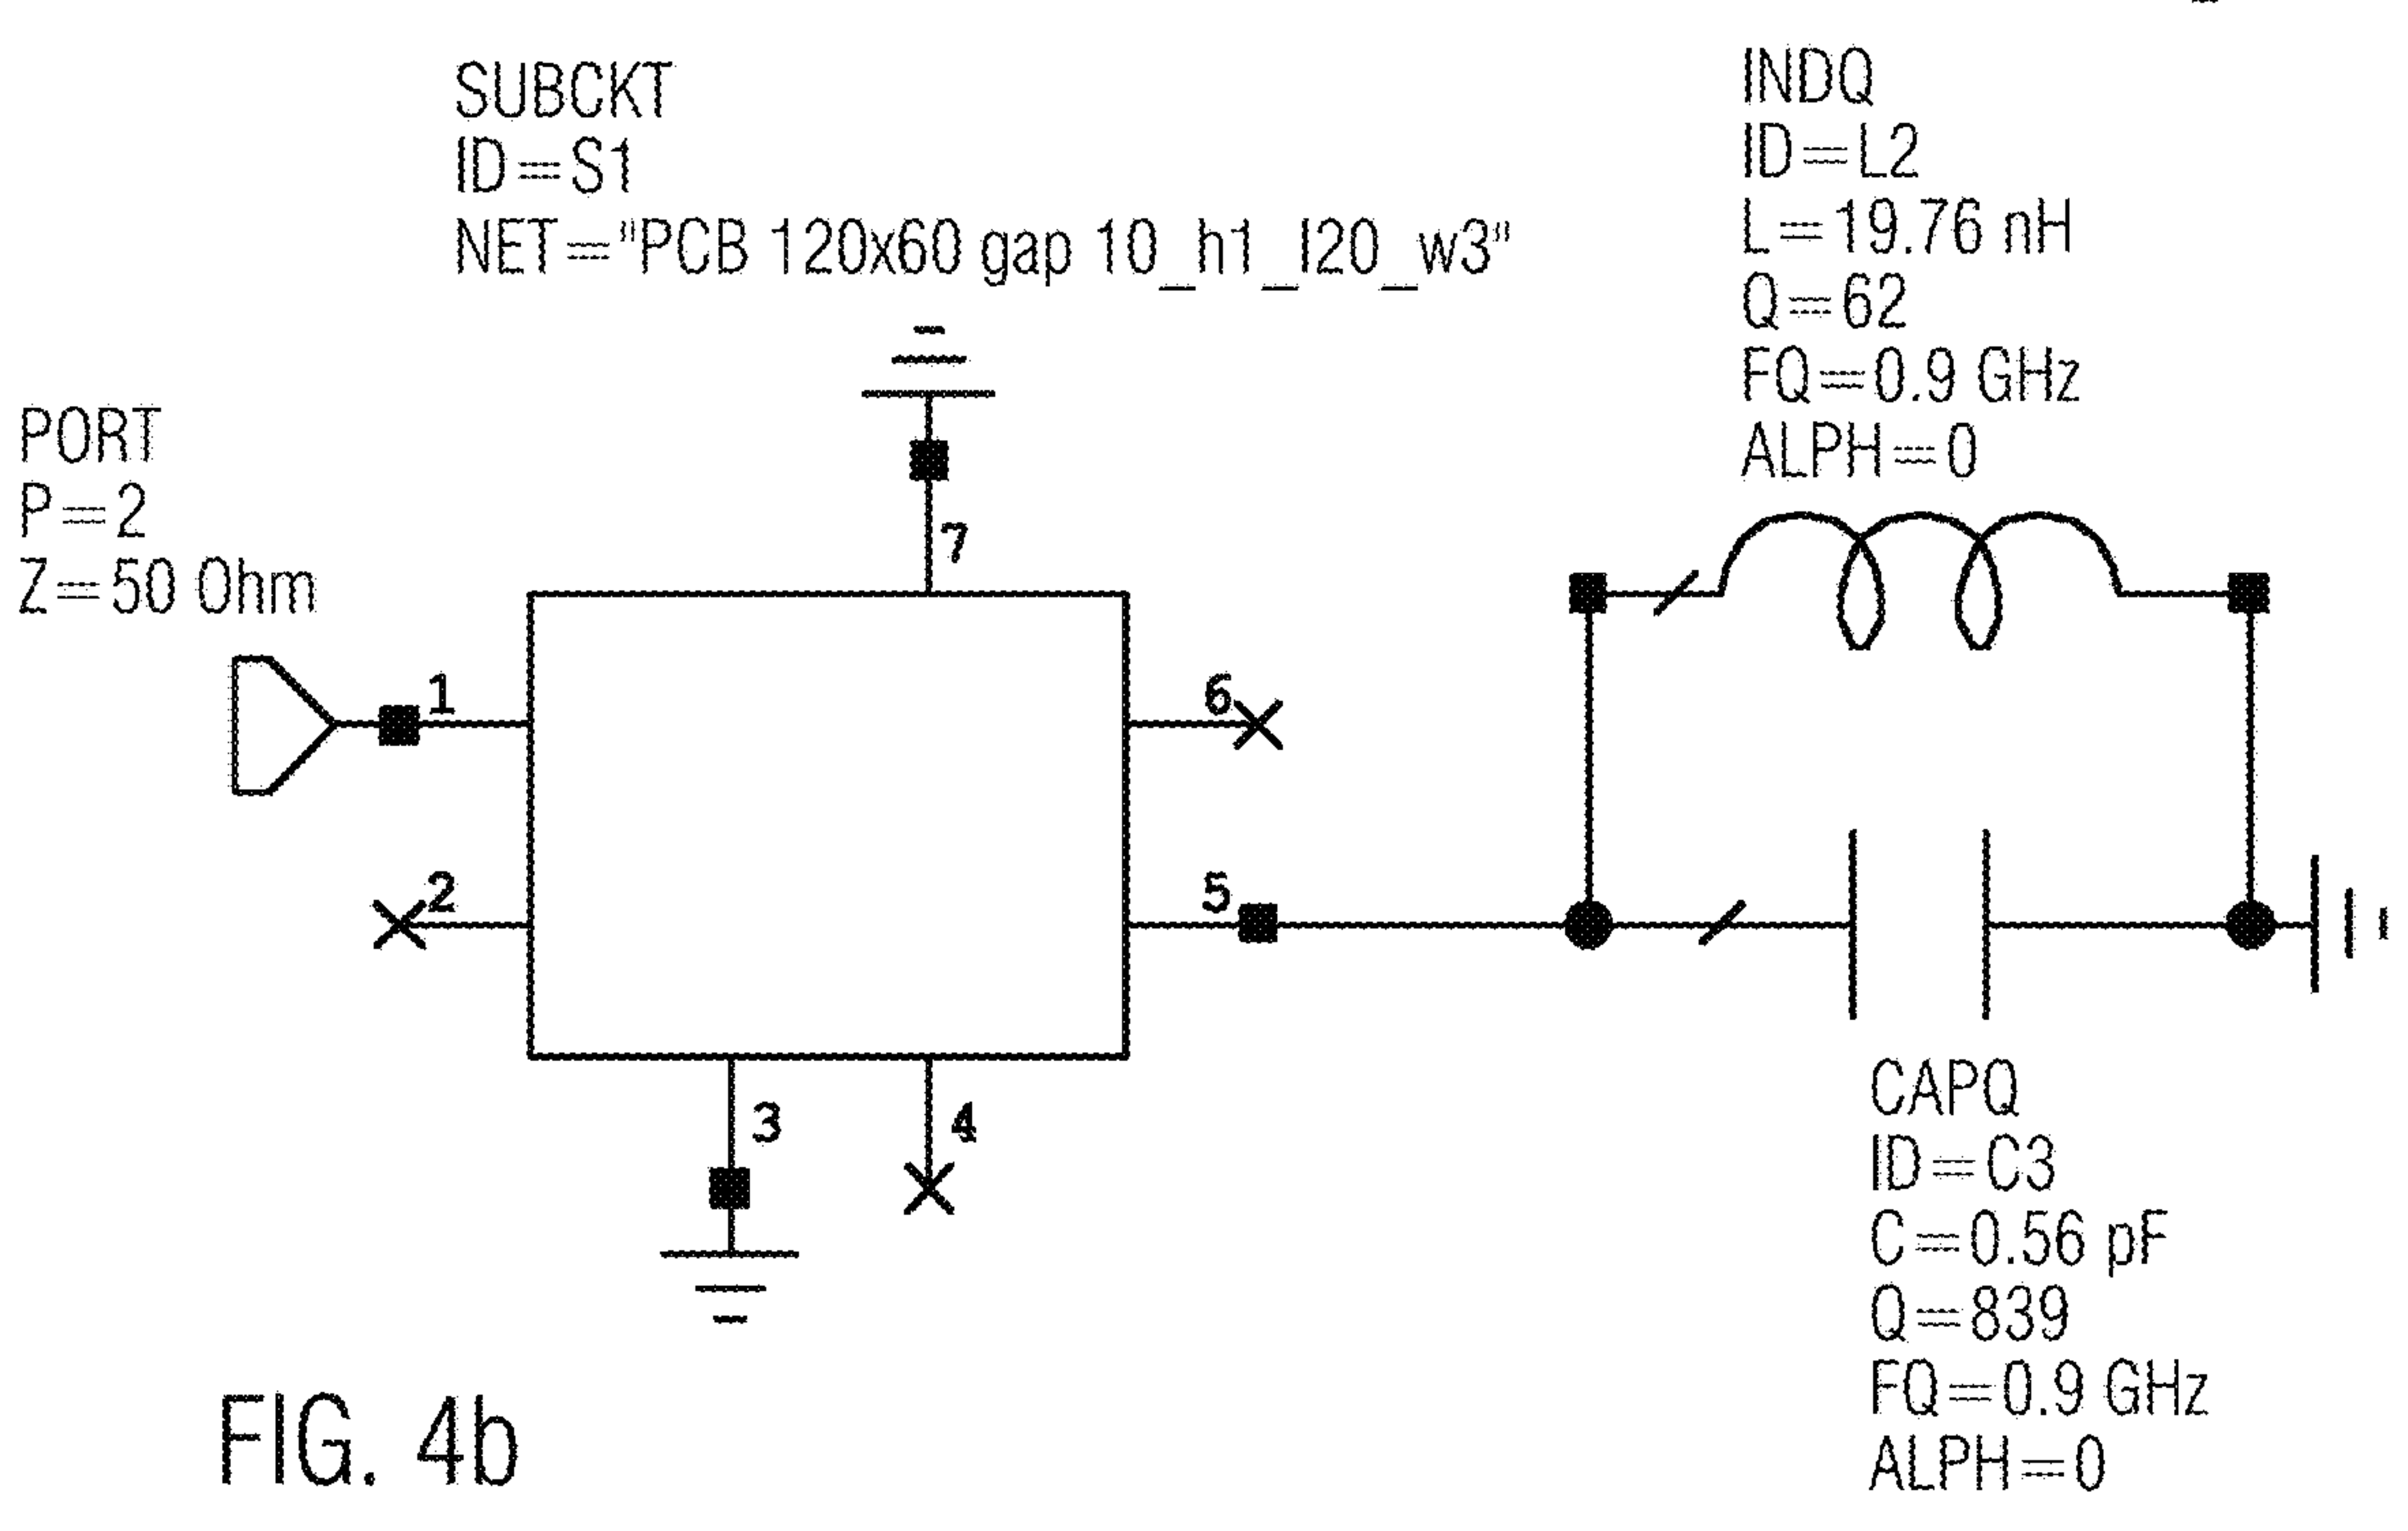 SUBCKT
ID=S1
NET="PCB 120x60 gap 10_h1_l20_w3"
INDQ
ID=L2
L=19.76 nH
Q=62
FQ=0.9 GHz
ALPH=0
PORT
P=2
Z=50 Ohm
7
1
6
2
5
3
4
CAPQ
ID=C3
C=0.56 pF
Q=839
FQ=0.9 GHz
ALPH=0
FIG. 4b